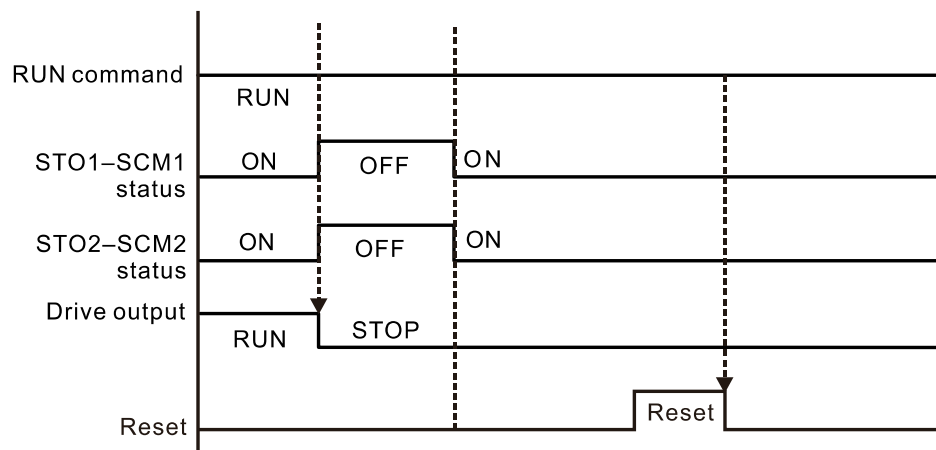 RUN command
RUN
STO1–SCM1
status
ON
OFF
ON
STO2–SCM2
status
ON
OFF
ON
Drive output
RUN
STOP
Reset
Reset